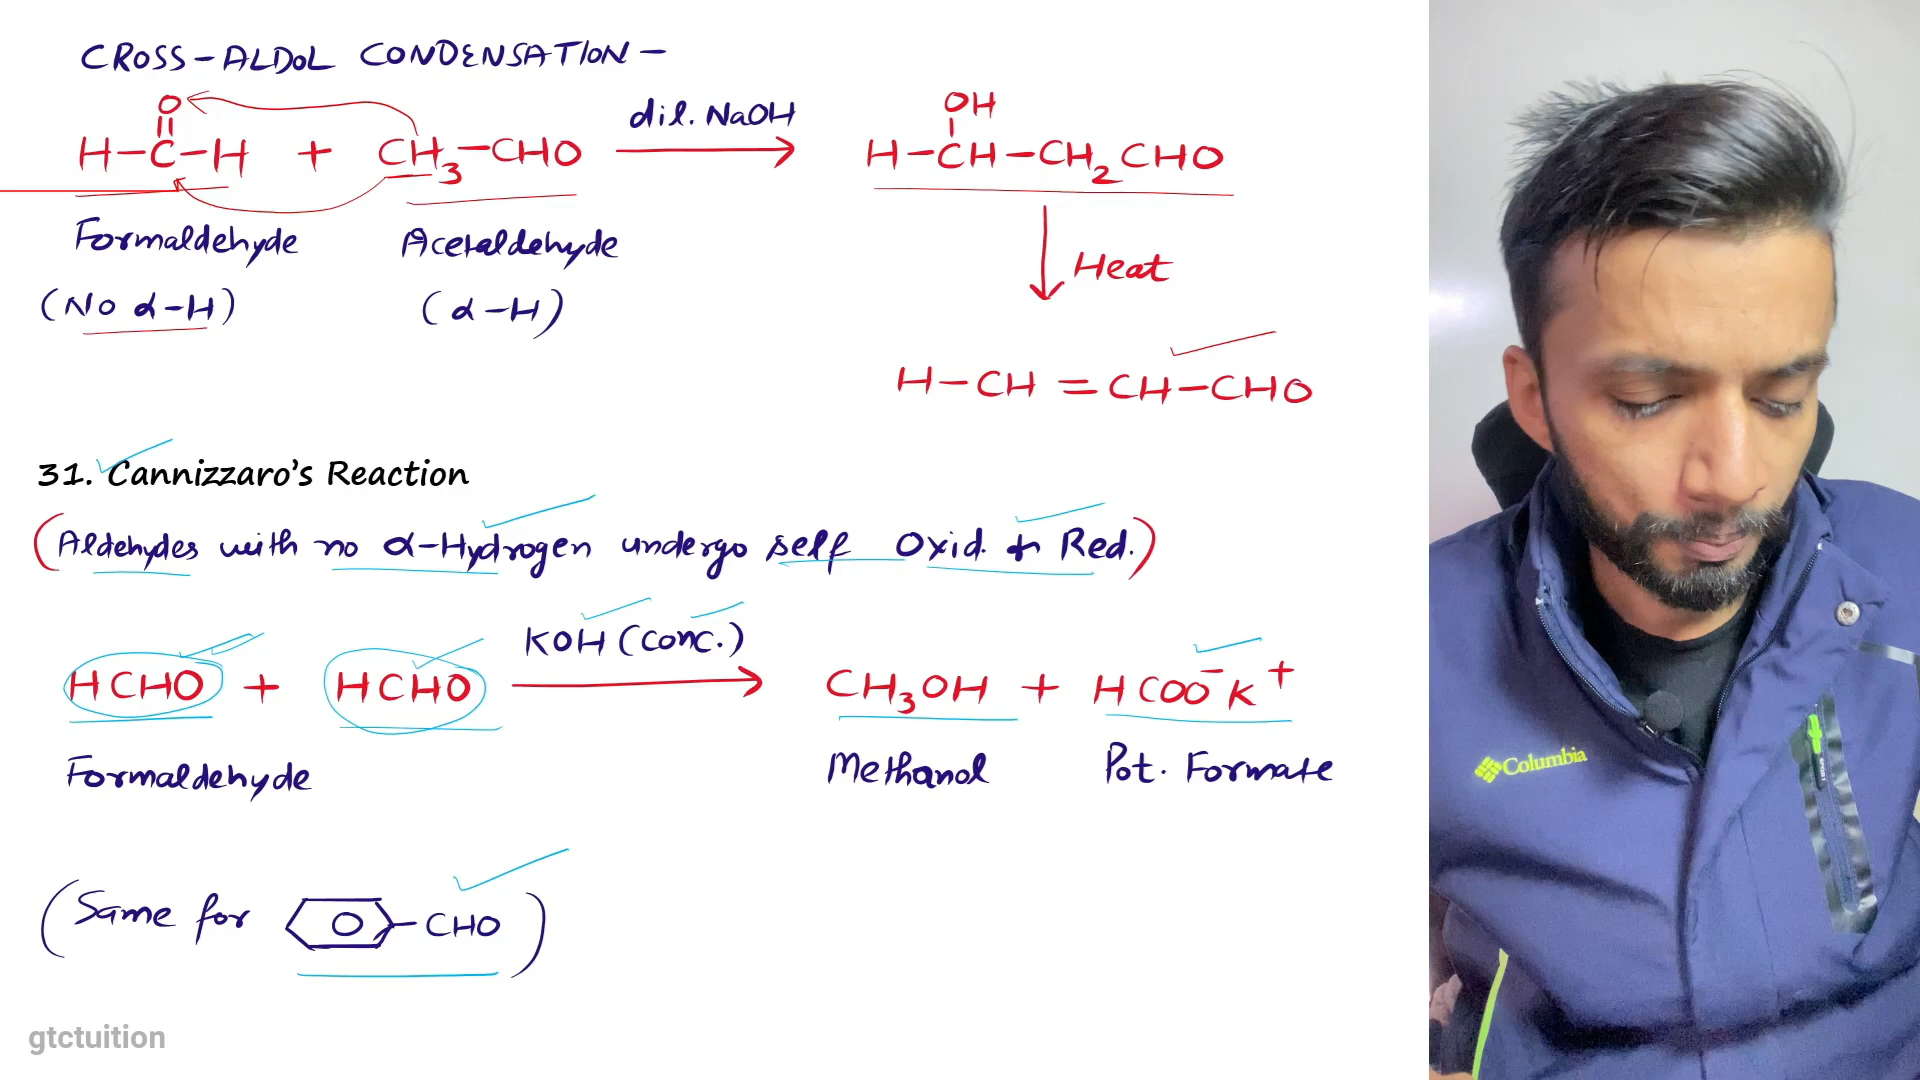 CROSS-ALDOL CONDENSATION -
O
||
H-C-H + CH₃-CHO dil. NaOH → H-CH-CH₂CHO
OH
Formaldehyde Acetaldehyde
(No α-H) (α-H)
Heat
H-CH=CH-CHO
31. Cannizzaro's Reaction
(Aldehydes with no α-Hydrogen undergo self Oxid. & Red.)
HCHO + HCHO KOH (conc.) → CH₃OH + HCOO⁻K⁺
Formaldehyde Methanol Pot. Formate
(Same for -CHO)
Columbia
gtctuition